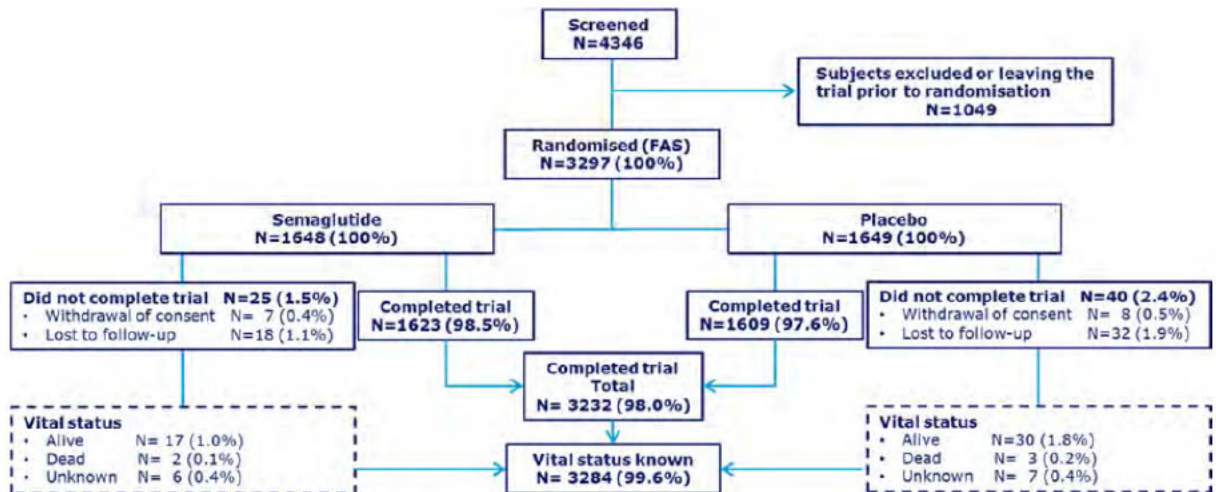 Screened
N=4346
Subjects excluded or leaving the
trial prior to randomisation
N=1049
Randomised (FAS)
N=3297 (100%)
Semaglutide
N=1648 (100%)
Placebo
N=1649 (100%)
Did not complete trial N=25 (1.5%)
• Withdrawal of consent N= 7 (0.4%)
• Lost to follow-up N=18 (1.1%)
Completed trial
N=1623 (98.5%)
Completed trial
N=1609 (97.6%)
Did not complete trial N=40 (2.4%)
• Withdrawal of consent N= 8 (0.5%)
• Lost to follow-up N=32 (1.9%)
Completed trial
Total
N= 3232 (98.0%)
Vital status
• Alive N= 17 (1.0%)
• Dead N= 2 (0.1%)
• Unknown N= 6 (0.4%)
Vital status known
N= 3284 (99.6%)
Vital status
• Alive N=30 (1.8%)
• Dead N= 3 (0.2%)
• Unknown N= 7 (0.4%)